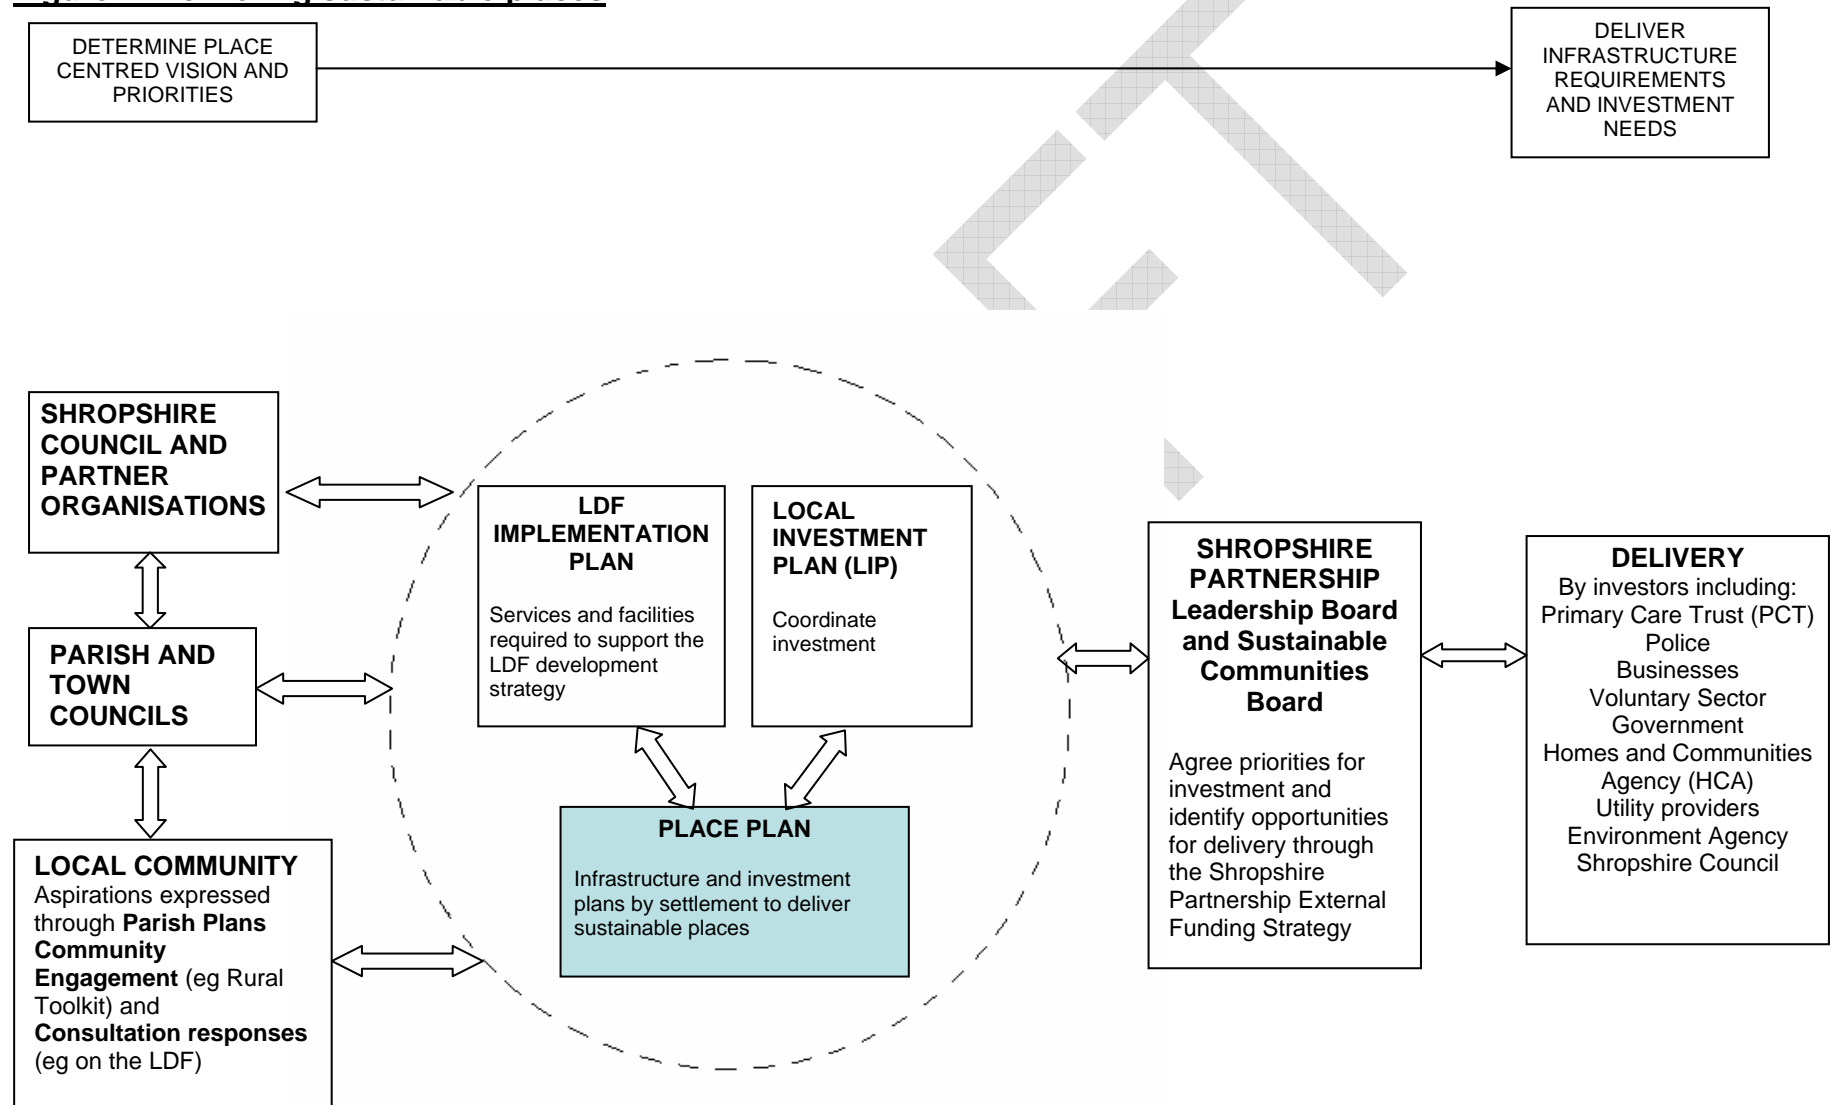 sustainable places
DETERMINE PLACE
CENTRED VISION AND
PRIORITIES
DELIVER
INFRASTRUCTURE
REQUIREMENTS
AND INVESTMENT
NEEDS
SHROPSHIRE
COUNCIL AND
PARTNER
ORGANISATIONS
PARISH AND
TOWN
COUNCILS
LOCAL COMMUNITY
Aspirations expressed
through Parish Plans
Community
Engagement (eg Rural
Toolkit) and
Consultation responses
(eg on the LDF)
LDF
IMPLEMENTATION
PLAN
Services and facilities
required to support the
LDF development
strategy
LOCAL
INVESTMENT
PLAN (LIP)
Coordinate
investment
PLACE PLAN
Infrastructure and investment
plans by settlement to deliver
sustainable places
SHROPSHIRE
PARTNERSHIP
Leadership Board
and Sustainable
Communities
Board
Agree priorities for
investment and
identify opportunities
for delivery through
the Shropshire
Partnership External
Funding Strategy
DELIVERY
By investors including:
Primary Care Trust (PCT)
Police
Businesses
Voluntary Sector
Government
Homes and Communities
Agency (HCA)
Utility providers
Environment Agency
Shropshire Council